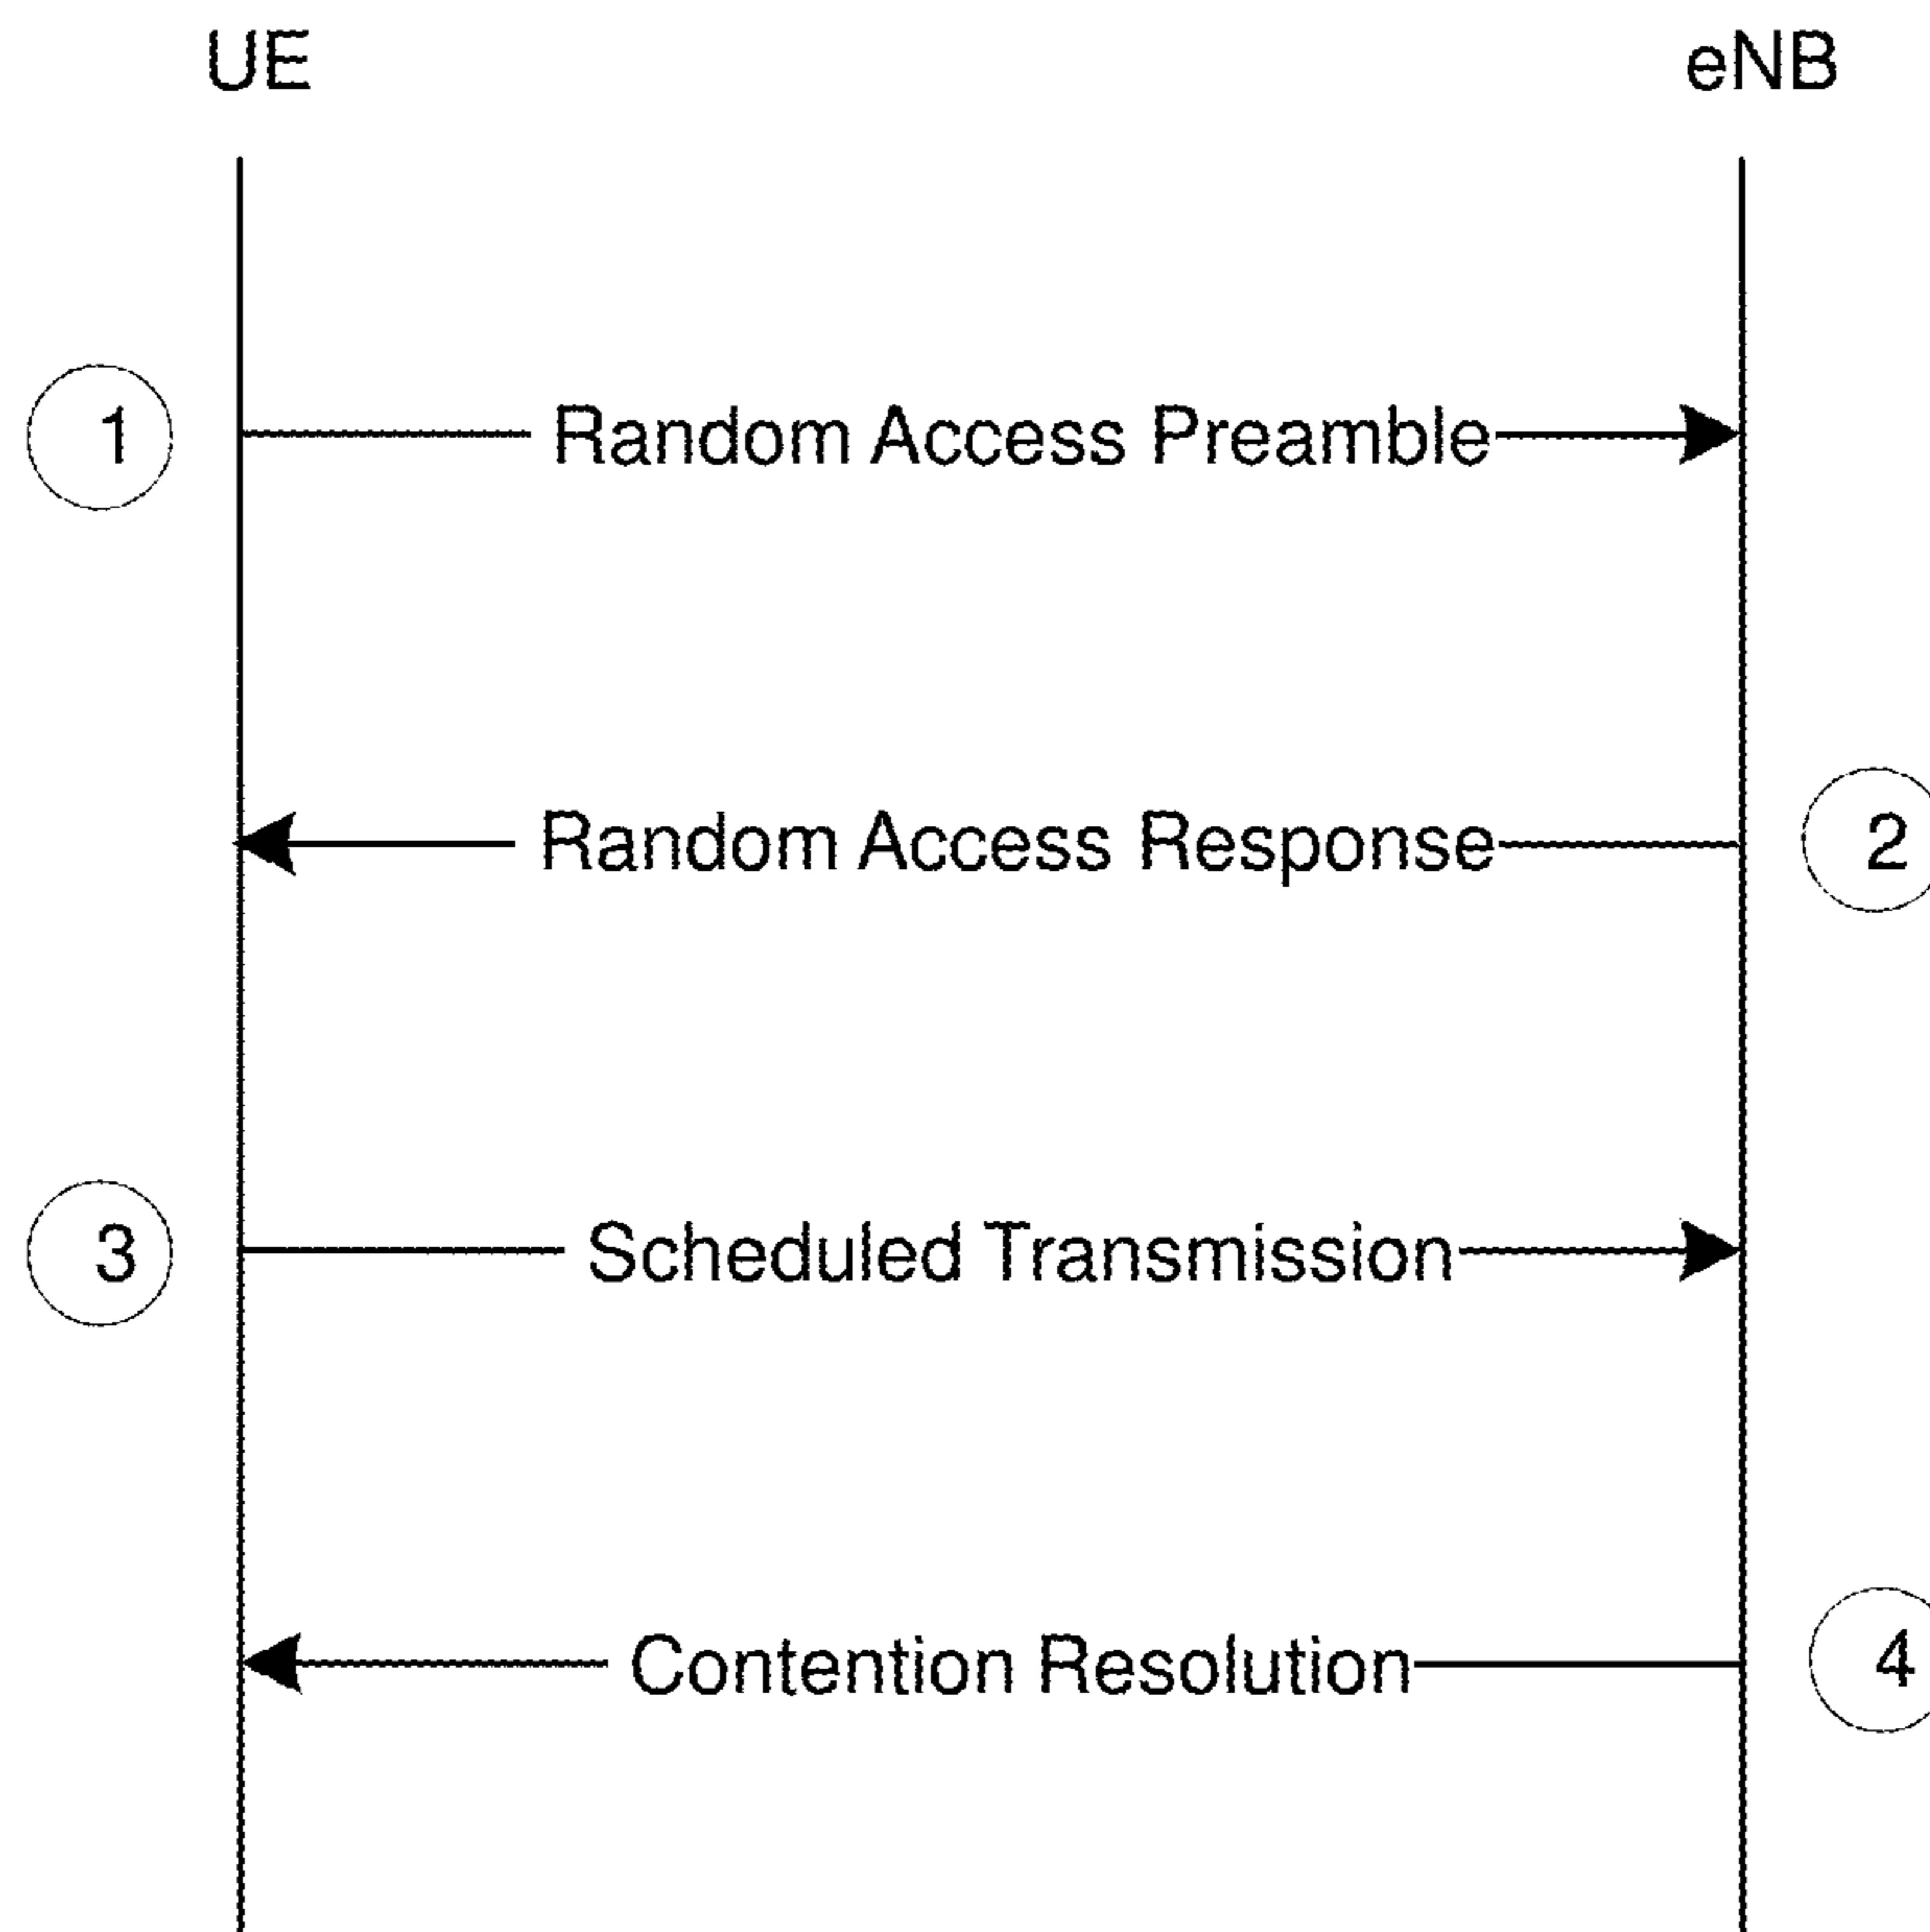 UE eNB
1 Random Access Preamble
Random Access Response 2
3 Scheduled Transmission
Contention Resolution 4